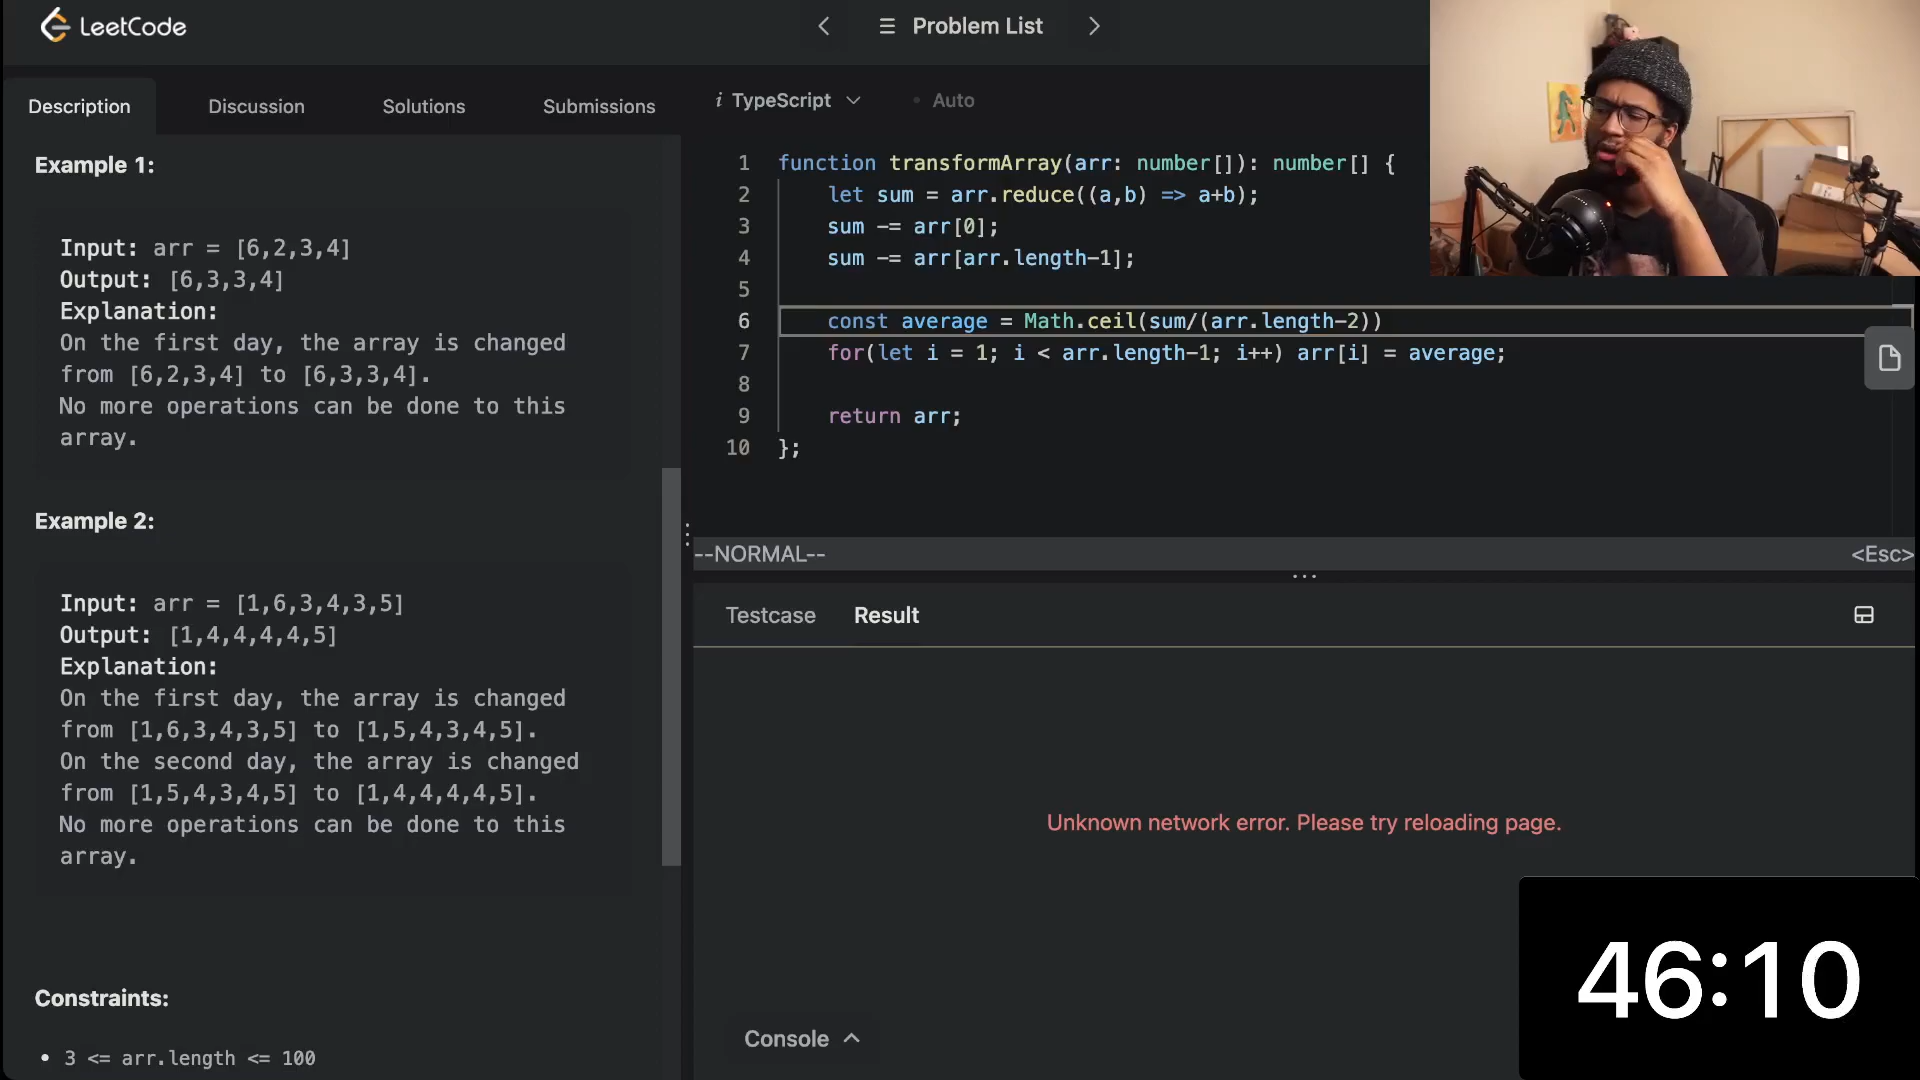 LeetCode
Problem List
Description
Discussion
Solutions
Submissions
Example 1:
Input: arr = [6,2,3,4]
Output: [6,3,3,4]
Explanation:
On the first day, the array is changed
from [6,2,3,4] to [6,3,3,4].
No more operations can be done to this
array.
Example 2:
Input: arr = [1,6,3,4,3,5]
Output: [1,4,4,4,4,5]
Explanation:
On the first day, the array is changed
from [1,6,3,4,3,5] to [1,5,4,3,4,5].
On the second day, the array is changed
from [1,5,4,3,4,5] to [1,4,4,4,4,5].
No more operations can be done to this
array.
Constraints:
• 3 <= arr.length <= 100
i TypeScript
• Auto
1 function transformArray(arr: number[]): number[] {
2 let sum = arr.reduce((a,b) => a+b);
3 sum -= arr[0];
4 sum -= arr[arr.length-1];
5
6 const average = Math.ceil(sum/(arr.length-2))
7 for(let i = 1; i < arr.length-1; i++) arr[i] = average;
8
9 return arr;
10 };
--NORMAL--
<Esc>
Testcase
Result
Unknown network error. Please try reloading page.
Console
46:10